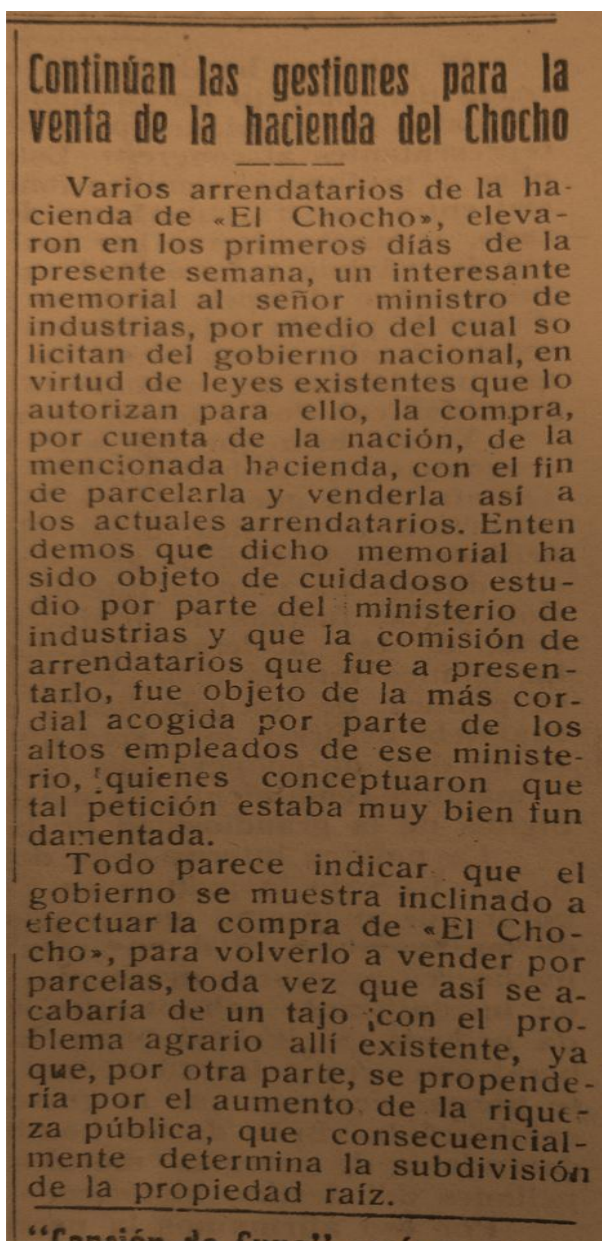 Continúan las gestiones para la
venta de la hacienda del Chocho
Varios arrendatarios de la ha-
cienda de «El Chocho», eleva-
ron en los primeros días de la
presente semana, un interesante
memorial al señor ministro de
industrias, por medio del cual so
licitan del gobierno nacional, en
virtud de leyes existentes que lo
autorizan para ello, la compra,
por cuenta de la nación, de la
mencionada hacienda, con el fin
de parcelarla y venderla así a
los actuales arrendatarios. Enten
demos que dicho memorial ha
sido objeto de cuidadoso estu-
dio por parte del ministerio de
industrias y que la comisión de
arrendatarios que fue a presen-
tarlo, fue objeto de la más cor-
dial acogida por parte de los
altos empleados de ese ministe-
rio, quienes conceptuaron que
tal petición estaba muy bien fun
damentada.
Todo parece indicar que el
gobierno se muestra inclinado a
efectuar la compra de «El Cho-
cho», para volverlo a vender por
parcelas, toda vez que así se a-
cabaría de un tajo ¡con el pro-
blema agrario allí existente, ya
que, por otra parte, se propende-
ría por el aumento de la rique-
za pública, que consecuencial-
mente determina la subdivisión
de la propiedad raíz.